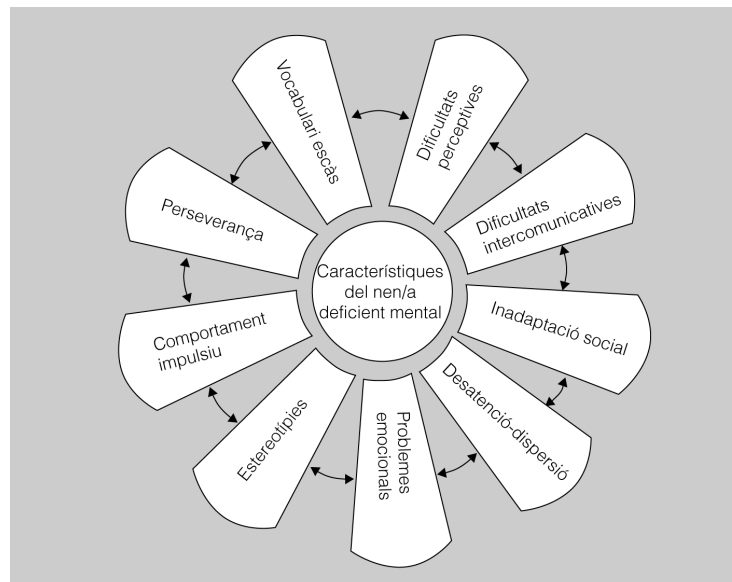 Característiques
del nen/a
deficient mental
Vocabulari escàs
Dificultats
perceptives
Dificultats
intercomunicatives
Inadaptació social
Desatenció-dispersió
Problemes
emocionals
Estereotípies
Comportament
impulsiu
Perseverança